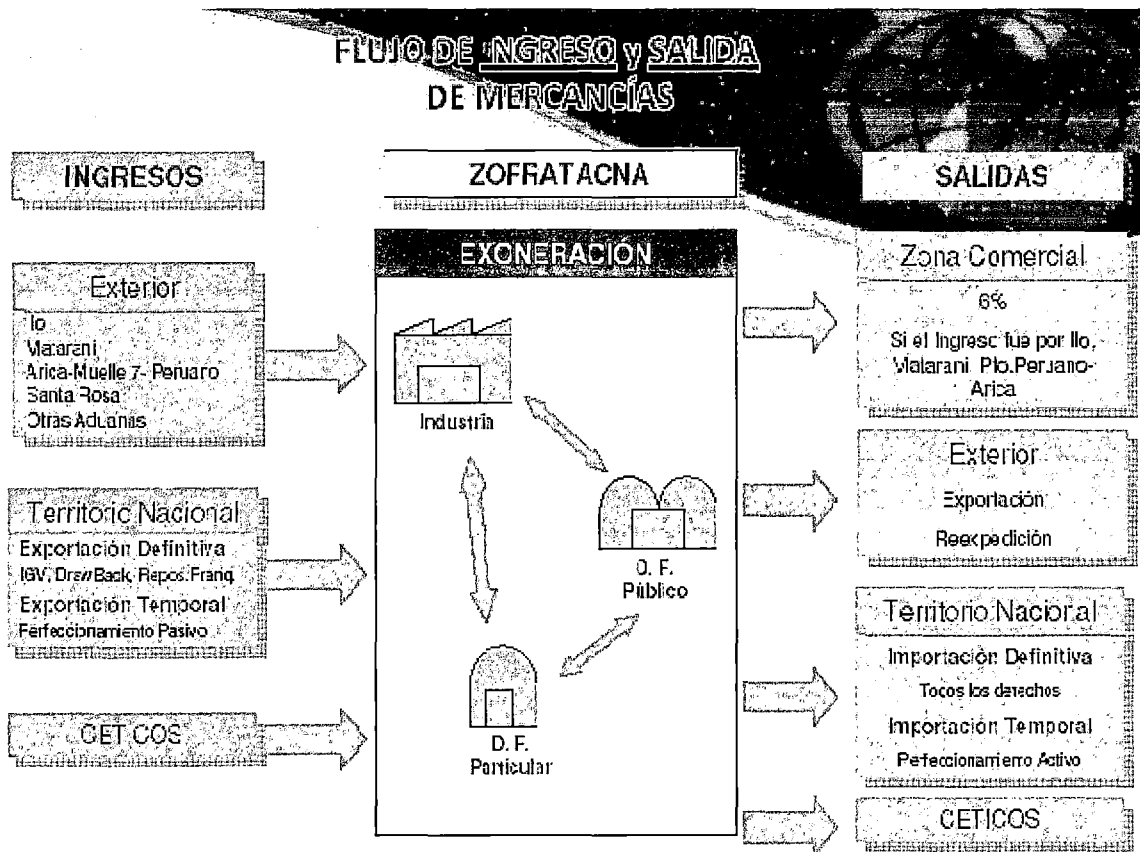 FLUJO DE INGRESO y SALIDA
DE MERCANCÍAS
INGRESOS
ZOFRATACNA
SALIDAS
Exterior
Ilo
Matarani
Arica-Muelle 7- Peruano
Santa Rosa
Otras Aduanas
Territorio Nacional
Exportación Definitiva
IGV, Draw Back, Repos. Franq.
Exportación Temporal
Perfeccionamiento Pasivo
CETICOS
EXONERACIÓN
Industria
D. F.
Público
D. F.
Particular
Zona Comercial
6%
Si el Ingreso fue por Ilo,
Matarani, Pto.Peruano-
Arica
Exterior
Exportación
Reexpedición
Territorio Nacional
Importación Definitiva
Todos los derechos
Importación Temporal
Perfeccionamiento Activo
CETICOS